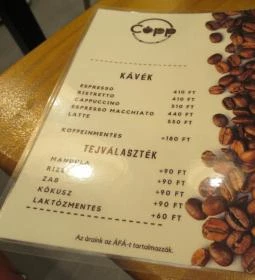 Copp
KÁVÉK
ESPRESSO 410 FT
RISTRETTO 410 FT
CAPPUCCINO 510 FT
ESPRESSO MACCHIATO 440 FT
LATTE 550 FT
KOFFEINMENTES +160 FT
TEJVÁLASZTÉK
MANDULA +90 FT
RIZS +90 FT
ZAB +90 FT
KÓKUSZ +90 FT
LAKTÓZMENTES +60 FT
Az áraink az ÁFÁ-t tartalmazzák.